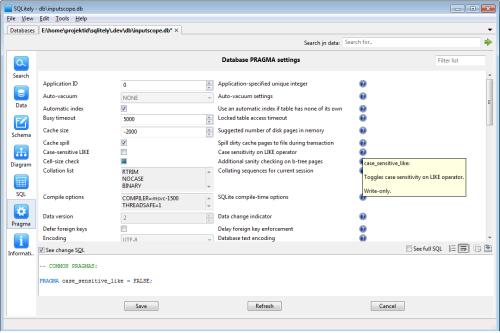 SQLitely - db\inputscope.db
File View Edit Tools Help
Databases E:\home\projektid\sqlitely\.dev\db\inputscope.db* ×
Search in data: Search for..
Database PRAGMA settings
Filter list
Search
Data
Schema
Diagram
SQL
Pragma
Informati..
Application ID 0 Application-specified unique integer
Auto-vacuum NONE Auto-vacuum settings
Automatic index Use an automatic index if table has none of its own
Busy timeout 5000 Locked table access timeout
Cache size -2000 Suggested number of disk pages in memory
Cache spill Spill dirty cache pages to file during transaction
Case-sensitive LIKE Case sensitivity on LIKE operator
Cell-size check Additional sanity checking on b-tree pages
Collation list RTRIM Collating sequences for current session
NOCASE
BINARY
case_sensitive_like:
Toggles case sensitivity on LIKE operator.
Write-only.
Compile options COMPILER=msvc-1500 SQLite compile-time options
THREADSAFE=1
Data version 2 Data change indicator
Defer foreign keys Delay foreign key enforcement
Encoding UTF-8 Database text encoding
See change SQL
See full SQL
-- COMMON PRAGMAS:
PRAGMA case_sensitive_like = FALSE;
Save Refresh Cancel